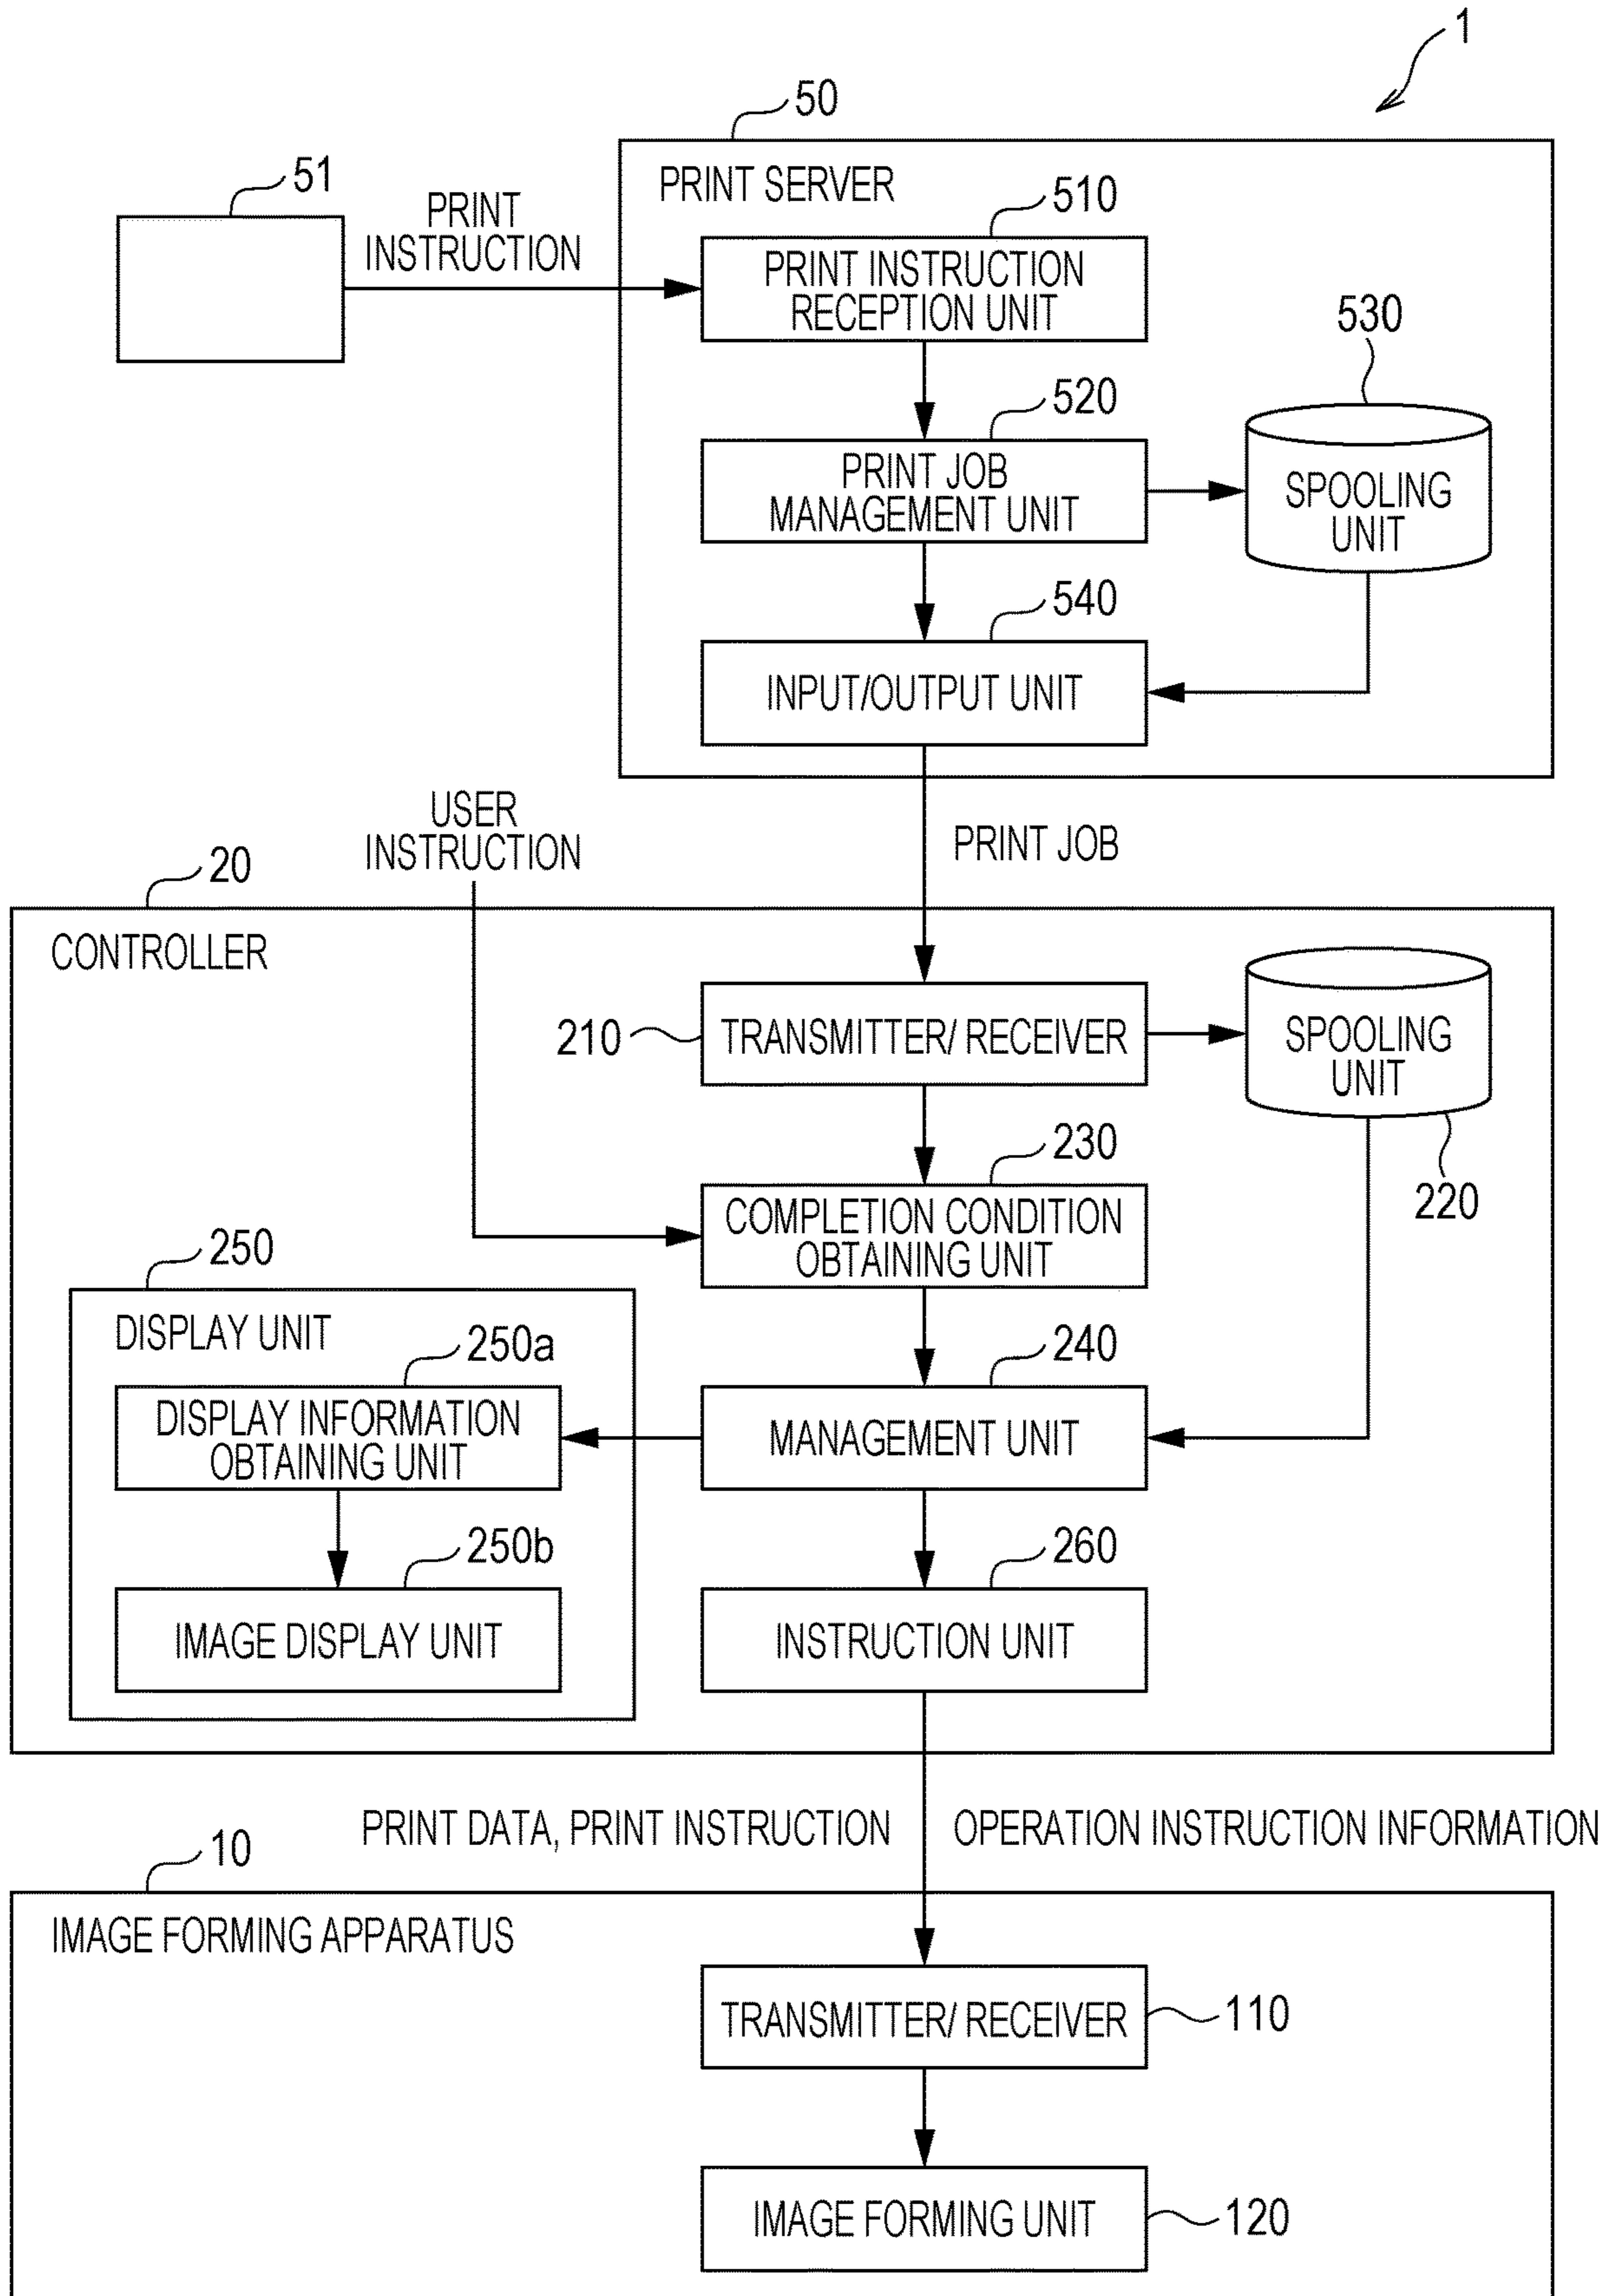 1
50
51
PRINT SERVER
PRINT
INSTRUCTION
510
PRINT INSTRUCTION
RECEPTION UNIT
530
520
PRINT JOB
MANAGEMENT UNIT
SPOOLING
UNIT
540
INPUT/OUTPUT UNIT
USER
INSTRUCTION
PRINT JOB
20
CONTROLLER
210
TRANSMITTER/ RECEIVER
SPOOLING
UNIT
230
220
COMPLETION CONDITION
OBTAINING UNIT
250
DISPLAY UNIT
250a
240
DISPLAY INFORMATION
OBTAINING UNIT
MANAGEMENT UNIT
250b
260
IMAGE DISPLAY UNIT
INSTRUCTION UNIT
PRINT DATA, PRINT INSTRUCTION
OPERATION INSTRUCTION INFORMATION
10
IMAGE FORMING APPARATUS
TRANSMITTER/ RECEIVER
110
IMAGE FORMING UNIT
120